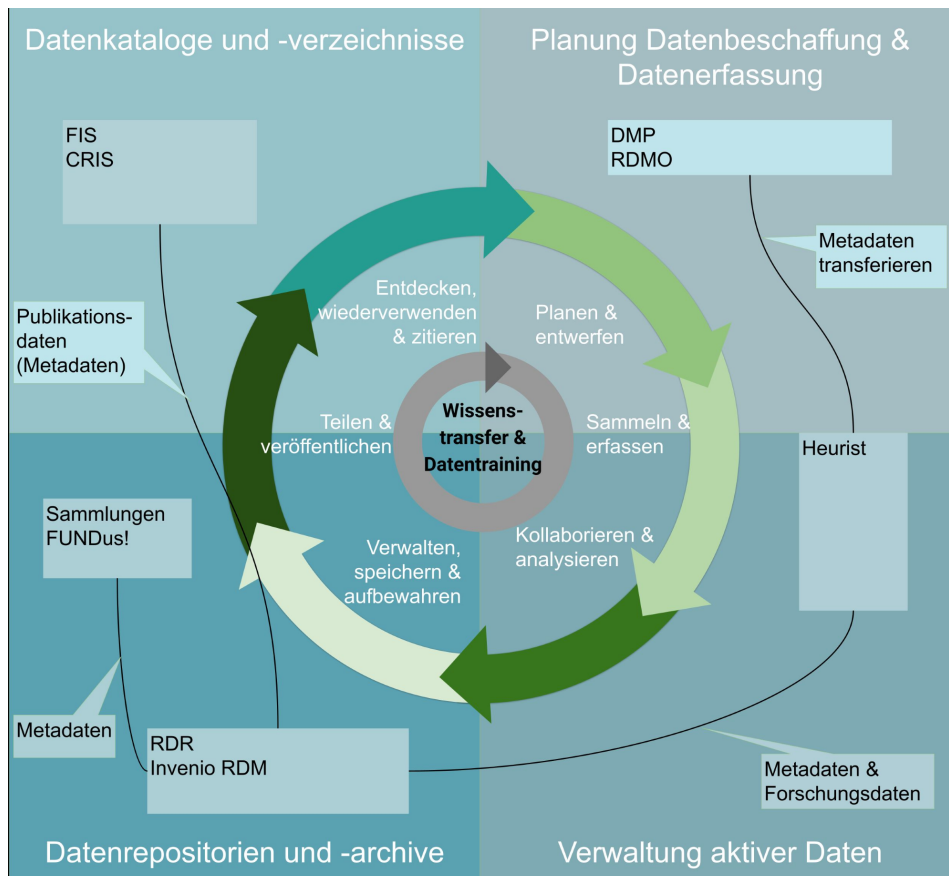 Datenkataloge und -verzeichnisse
Planung Datenbeschaffung &
Datenerfassung
FIS
CRIS
DMP
RDMO
Metadaten
transferieren
Entdecken,
wiederverwenden
& zitieren
Planen &
entwerfen
Publikations-
daten
(Metadaten)
Teilen &
veröffentlichen
Wissens-
transfer &
Datentraining
Sammeln &
erfassen
Heurist
Sammlungen
FUNDus!
Verwalten,
speichern &
aufbewahren
Kollaborieren &
analysieren
Metadaten
RDR
Invenio RDM
Metadaten &
Forschungsdaten
Datenrepositorien und -archive
Verwaltung aktiver Daten